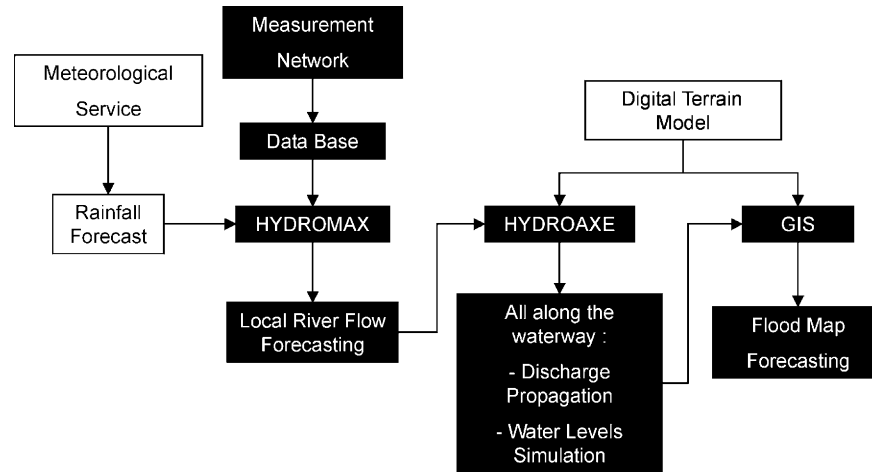 Measurement
Network
Meteorological
Service
Digital Terrain
Model
Data Base
Rainfall
Forecast
HYDROMAX
HYDROAXE
GIS
Local River Flow
Forecasting
All along the
waterway :
- Discharge
Propagation
- Water Levels
Simulation
Flood Map
Forecasting